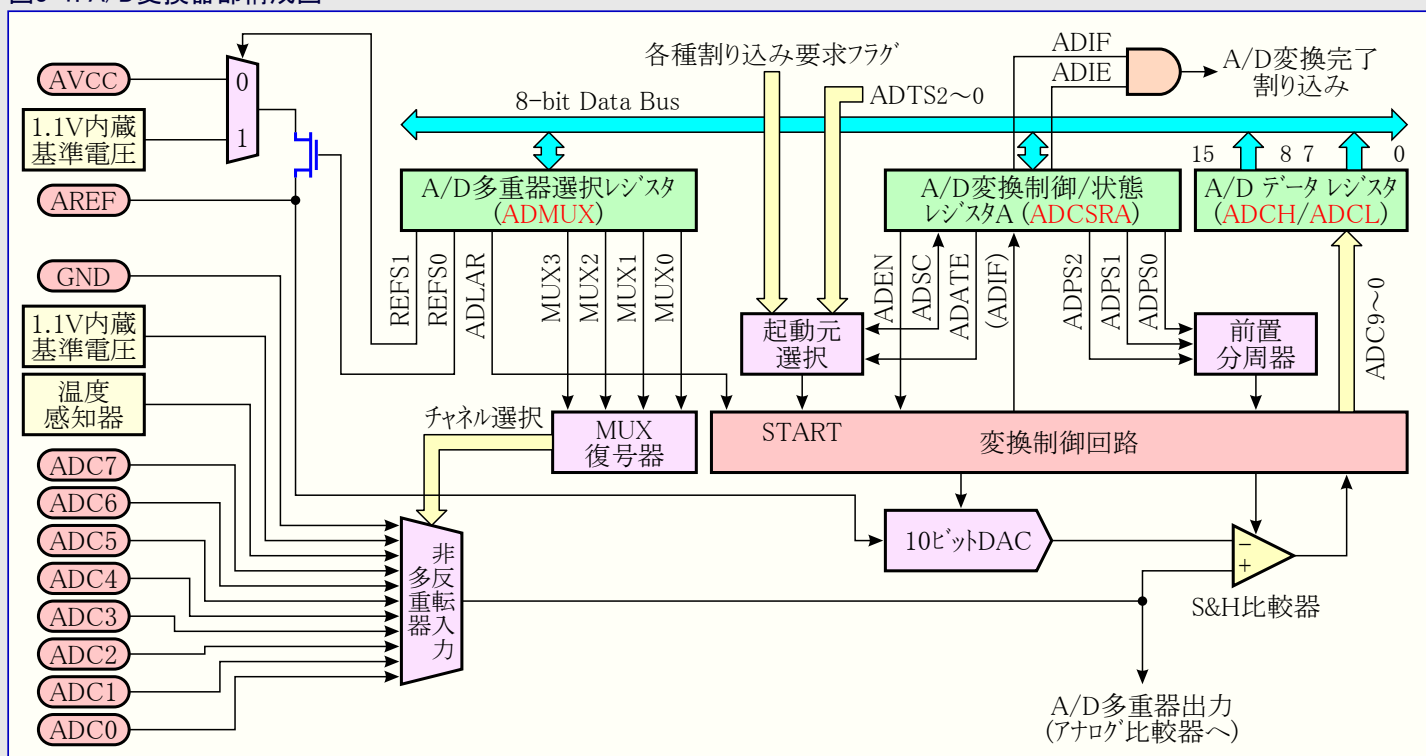 AVCC
1.1V内蔵
基準電圧
AREF
GND
1.1V内蔵
基準電圧
温度
感知器
ADC7
ADC6
ADC5
ADC4
ADC3
ADC2
ADC1
ADC0
0
1
8-bit Data Bus
各種割り込み要求フラグ
ADTS2～0
ADIF
ADIE
A/D変換完了
割り込み
A/D多重器選択レジスタ
(ADMUX)
A/D変換制御/状態
レジスタA (ADCSRA)
15 8 7 0
A/D データ レジスタ
(ADCH/ADCL)
REFS1
REFS0
ADLAR
MUX3
MUX2
MUX1
MUX0
ADEN
ADSC
ADATE
(ADIF)
ADPS2
ADPS1
ADPS0
ADC9～0
起動元
選択
前置
分周器
チャネル選択
MUX
復号器
START
変換制御回路
非反転入力
多重器
10ビットDAC
−
+
S&H比較器
A/D多重器出力
(アナログ比較器へ)